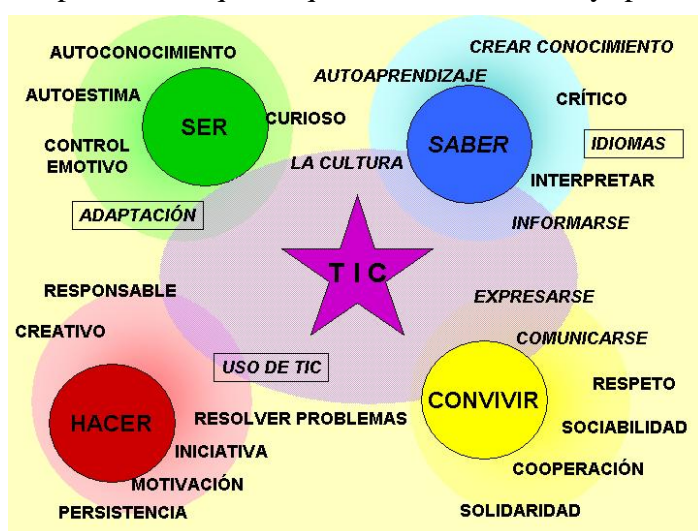 AUTOCONOCIMIENTO
AUTOESTIMA
SER
CURIOSO
CONTROL
EMOTIVO
ADAPTACIÓN
CREAR CONOCIMIENTO
AUTOAPRENDIZAJE
CRÍTICO
SABER
IDIOMAS
LA CULTURA
INTERPRETAR
INFORMARSE
T I C
RESPONSABLE
CREATIVO
USO DE TIC
HACER
RESOLVER PROBLEMAS
INICIATIVA
MOTIVACIÓN
PERSISTENCIA
EXPRESARSE
COMUNICARSE
RESPETO
CONVIVIR
SOCIABILIDAD
COOPERACIÓN
SOLIDARIDAD